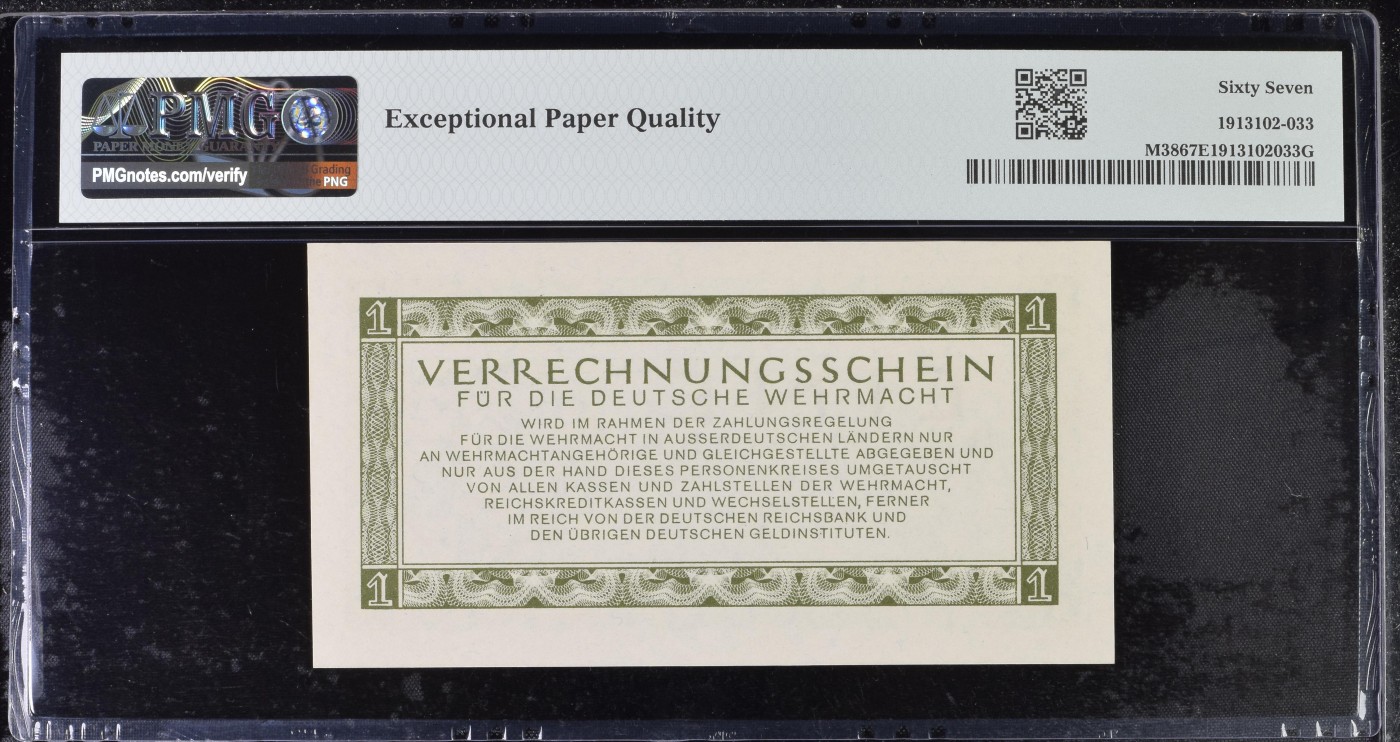 PMG
PAPER MONEY GUARANTY
PMGnotes.com/verify
Grading
the PNG
Exceptional Paper Quality
Sixty Seven
1913102-033
M3867E1913102033G
1
1
VERRECHNUNGSSCHEIN
FÜR DIE DEUTSCHE WEHRMACHT
WIRD IM RAHMEN DER ZAHLUNGSREGELUNG
FÜR DIE WEHRMACHT IN AUSSERDEUTSCHEN LÄNDERN NUR
AN WEHRMACHTANGEHÖRIGE UND GLEICHGESTELLTE ABGEGEBEN UND
NUR AUS DER HAND DIESES PERSONENKREISES UMGETAUSCHT
VON ALLEN KASSEN UND ZAHLSTELLEN DER WEHRMACHT,
REICHSKREDITKASSEN UND WECHSELSTELLEN, FERNER
IM REICH VON DER DEUTSCHEN REICHSBANK UND
DEN ÜBRIGEN DEUTSCHEN GELDINSTITUTEN.
1
1